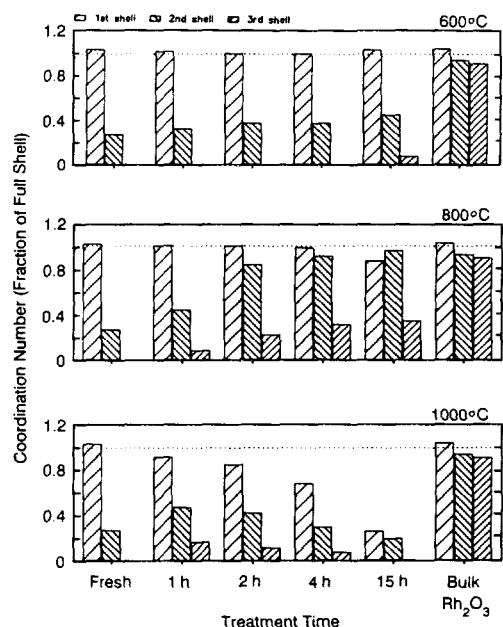 1st shell 2nd shell 3rd shell
600°C
1.2
0.8
0.4
0
800°C
1.2
0.8
0.4
0
1000°C
1.2
0.8
0.4
0
Coordination Number (Fraction of Full Shell)
Fresh 1 h 2 h 4 h 15 h Bulk
Rh₂O₃
Treatment Time